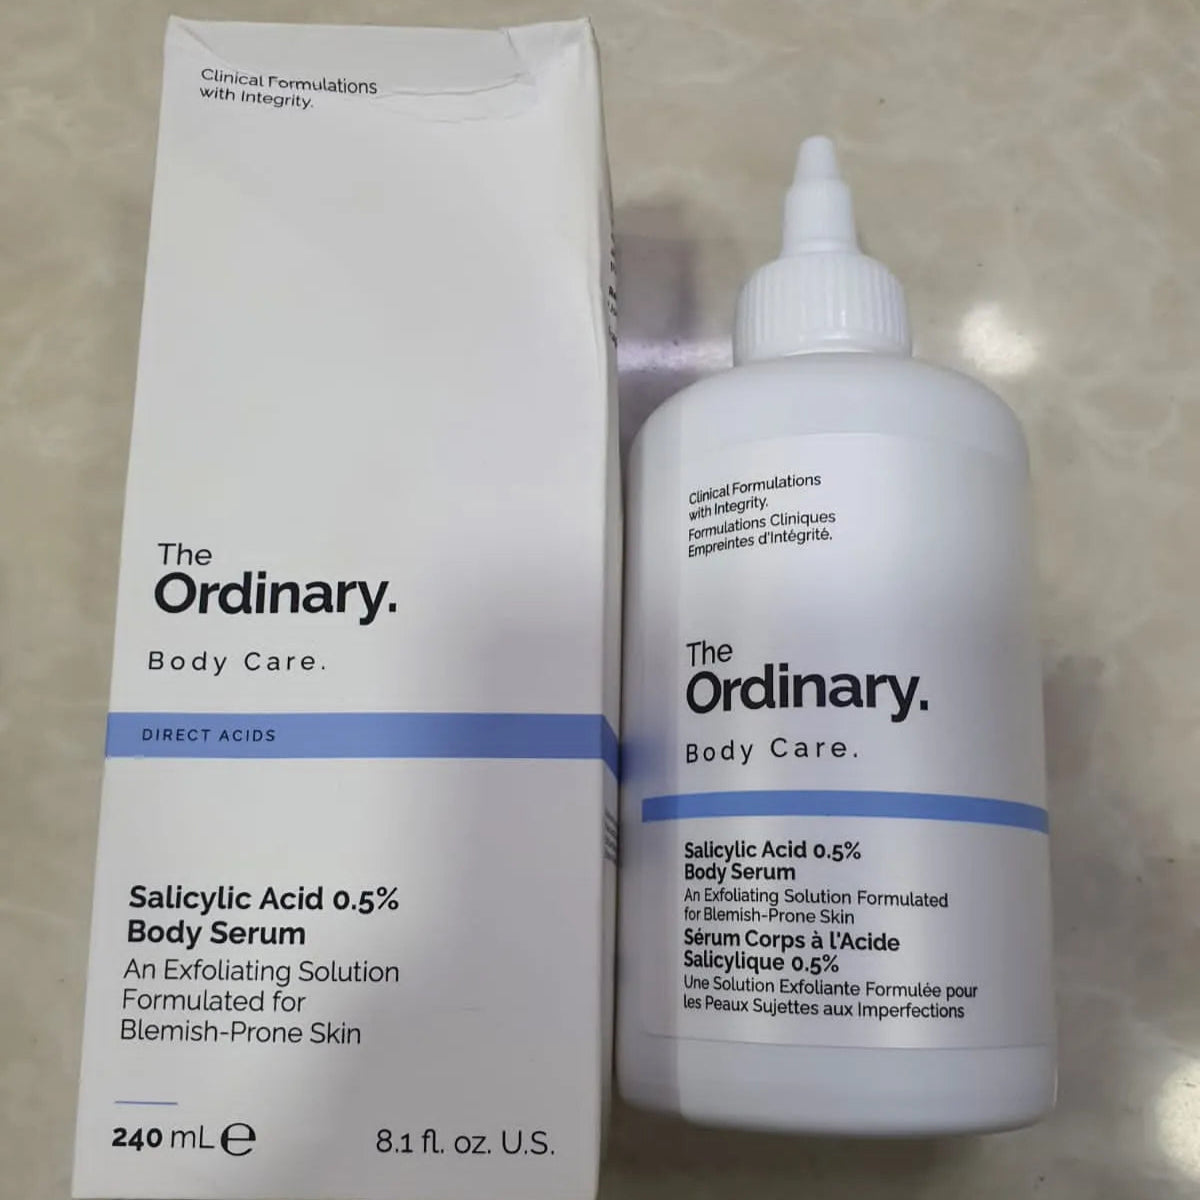 Clinical Formulations
with Integrity.
The
Ordinary.
Body Care.
DIRECT ACIDS
Salicylic Acid 0.5%
Body Serum
An Exfoliating Solution
Formulated for
Blemish-Prone Skin
240 mL ℮ 8.1 fl. oz. U.S.
Clinical Formulations
with Integrity.
Formulations Cliniques
Empreintes d'Intégrité.
The
Ordinary.
Body Care.
Salicylic Acid 0.5%
Body Serum
An Exfoliating Solution Formulated
for Blemish-Prone Skin
Sérum Corps à l'Acide
Salicylique 0.5%
Une Solution Exfoliante Formulée pour
les Peaux Sujettes aux Imperfections